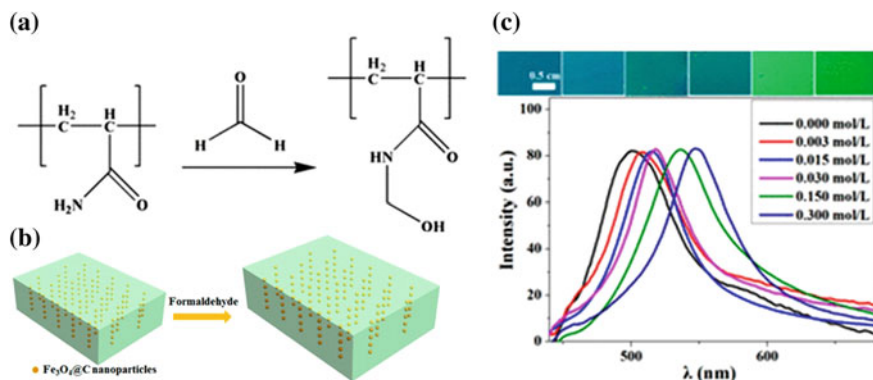 (a)
H₂
C
H
C
H₂N
O
O
H
H
H₂
C
H
C
HN
O
OH
(b)
Formaldehyde
Fe₃O₄@C nanoparticles
(c)
0.5 cm
Intensity (a.u.)
100
80
60
40
20
0
0.000 mol/L
0.003 mol/L
0.015 mol/L
0.030 mol/L
0.150 mol/L
0.300 mol/L
500
600
λ (nm)